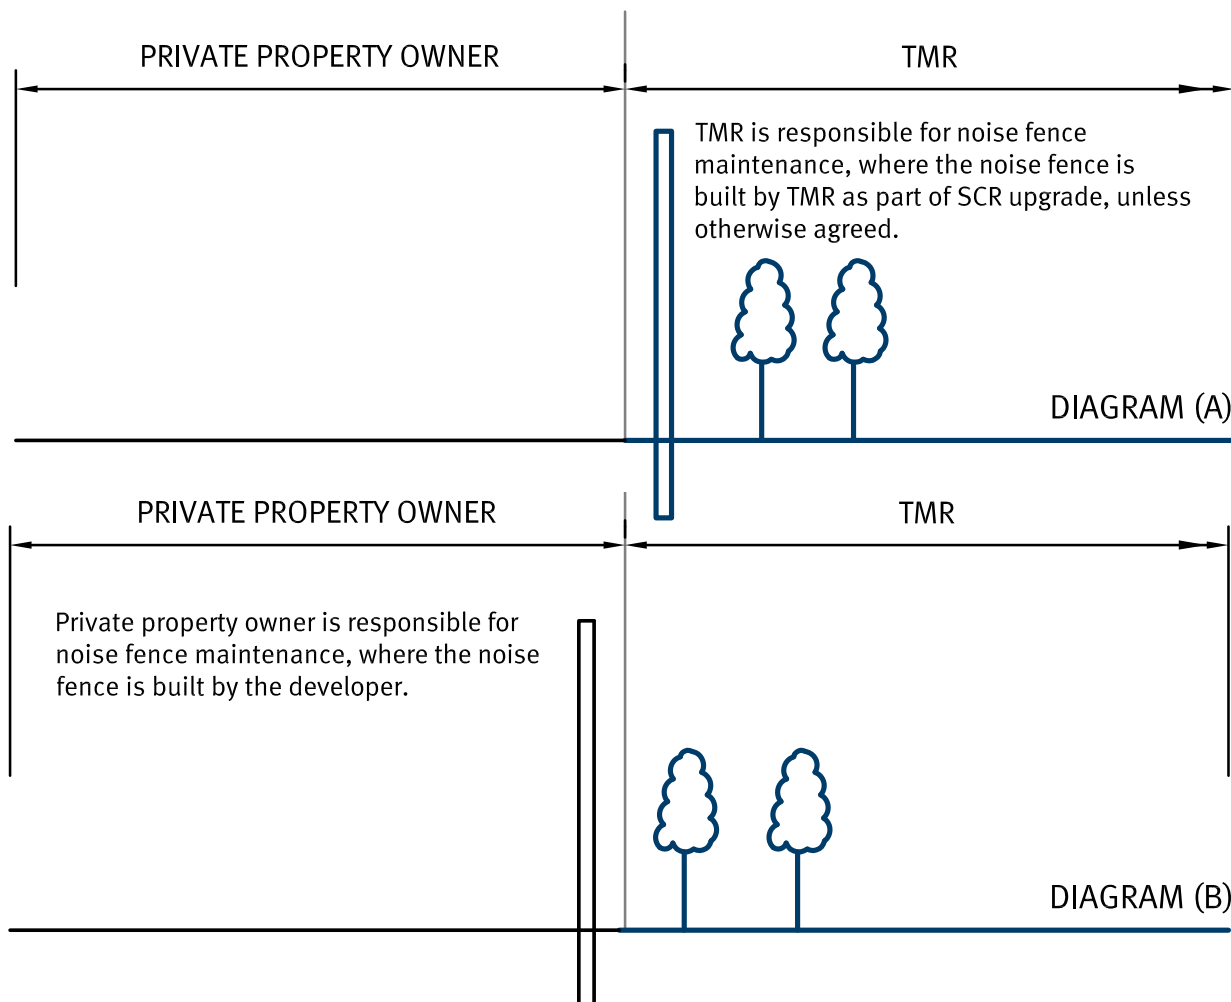 PRIVATE PROPERTY OWNER
TMR
TMR is responsible for noise fence
maintenance, where the noise fence is
built by TMR as part of SCR upgrade, unless
otherwise agreed.
DIAGRAM (A)
PRIVATE PROPERTY OWNER
TMR
Private property owner is responsible for
noise fence maintenance, where the noise
fence is built by the developer.
DIAGRAM (B)